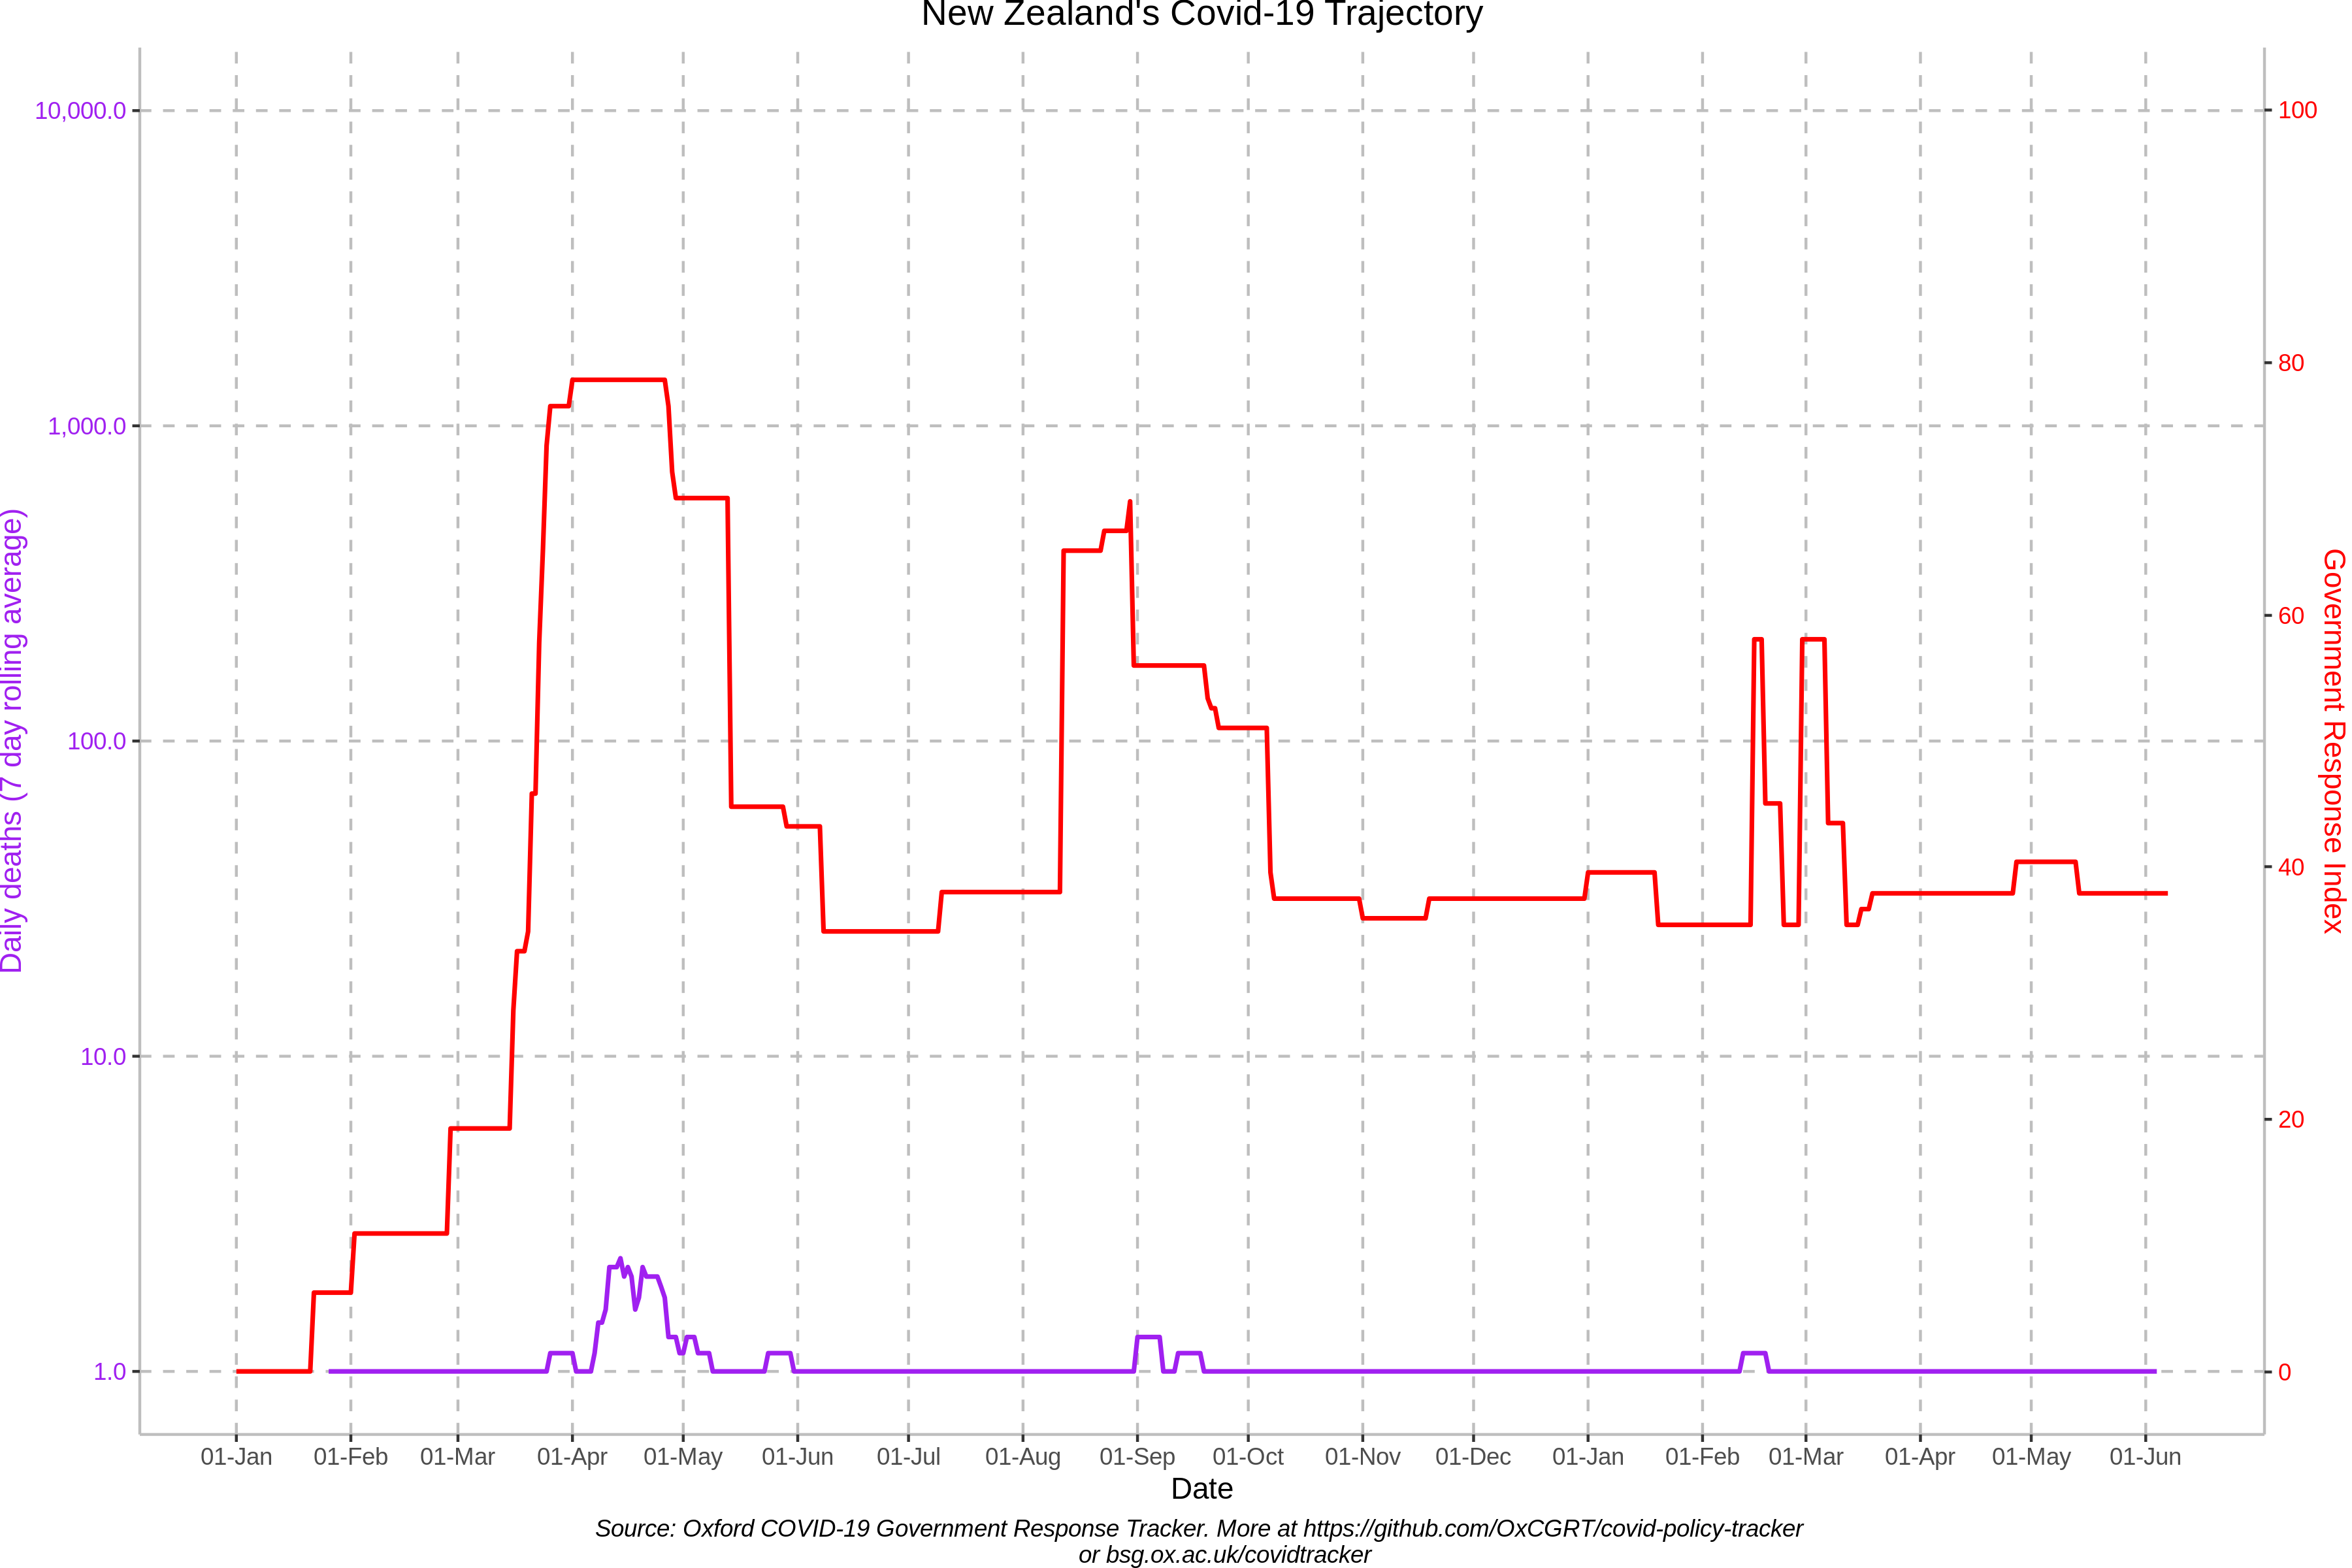 New Zealand's Covid-19 Trajectory
10,000.0
1,000.0
100.0
10.0
1.0
Daily deaths (7 day rolling average)
100
80
60
40
20
0
Government Response Index
01-Jan 01-Feb 01-Mar 01-Apr 01-May 01-Jun 01-Jul 01-Aug 01-Sep 01-Oct 01-Nov 01-Dec 01-Jan 01-Feb 01-Mar 01-Apr 01-May 01-Jun
Date
Source: Oxford COVID-19 Government Response Tracker. More at https://github.com/OxCGRT/covid-policy-tracker
or bsg.ox.ac.uk/covidtracker